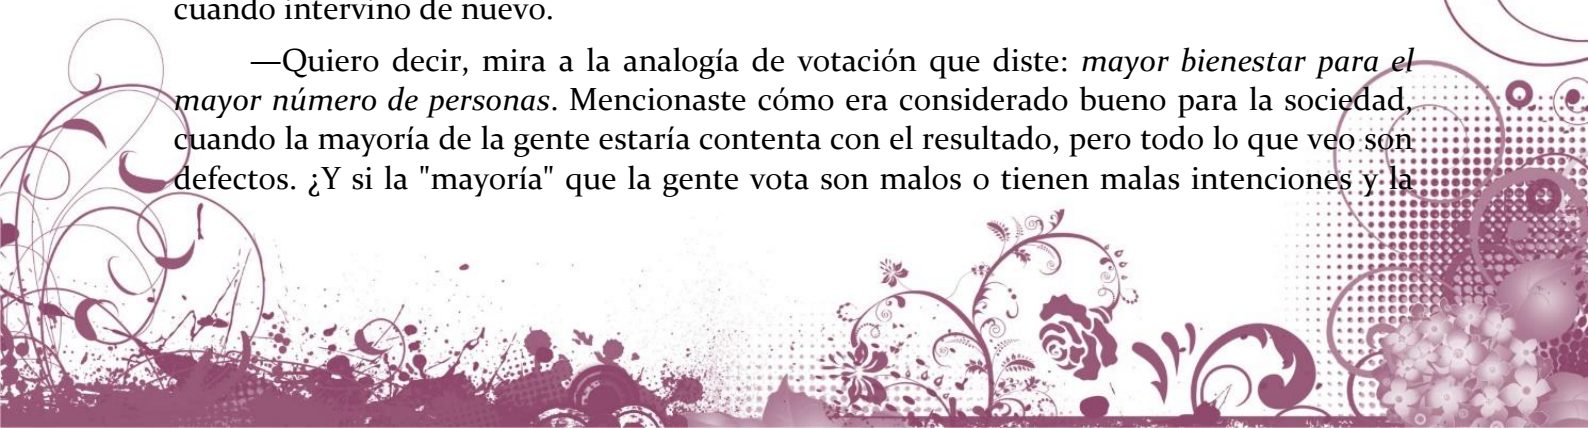 cuando intervino de nuevo.
—Quiero decir, mira a la analogía de votación que diste: mayor bienestar para el
mayor número de personas. Mencionaste cómo era considerado bueno para la sociedad,
cuando la mayoría de la gente estaría contenta con el resultado, pero todo lo que veo son
defectos. ¿Y si la "mayoría" que la gente vota son malos o tienen malas intenciones y la